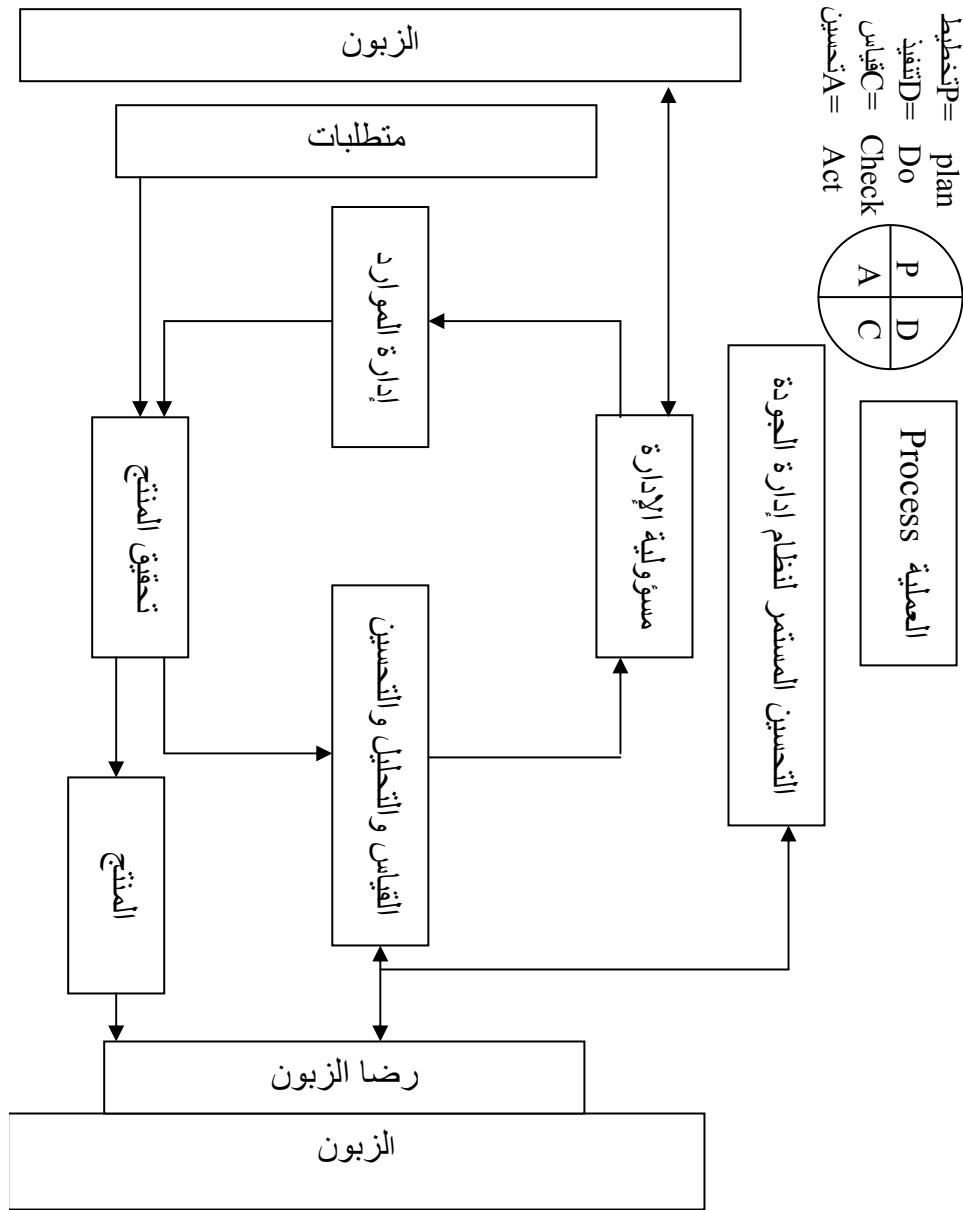 الزبون
متطلبات
تخطيط P= plan
تنفيذ D= Do
قياس C= Check
تحسين A= Act
P D
A C
العملية Process
التحسين المستمر لنظام إدارة الجودة
مسؤولية الإدارة
إدارة الموارد
القياس والتحليل والتحسين
تحقيق المنتج
المنتج
رضا الزبون
الزبون